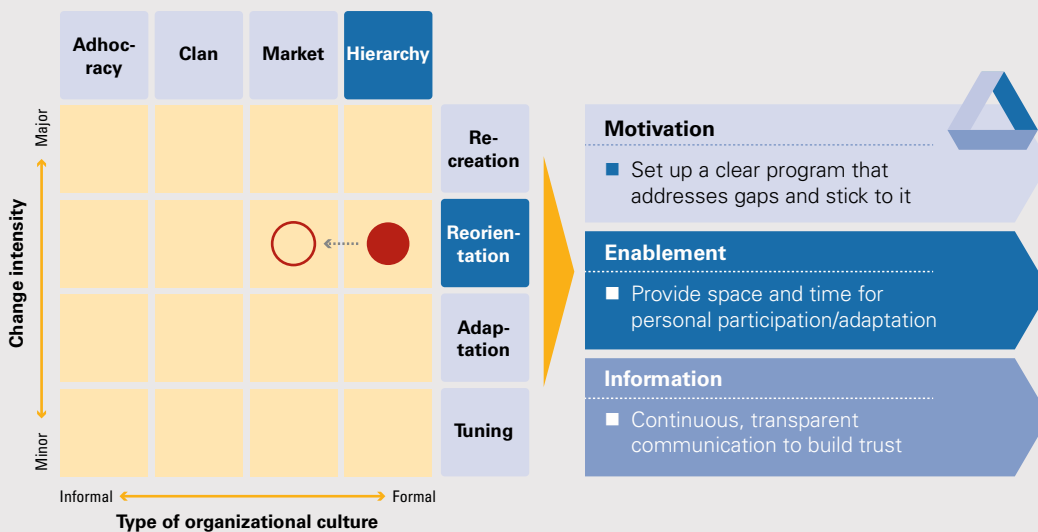 Adhoc-
racy
Clan
Market
Hierarchy
Major
Change intensity
Minor
Re-
creation
Reorien-
tation
Adap-
tation
Tuning
Informal
Formal
Type of organizational culture
Motivation
Set up a clear program that
addresses gaps and stick to it
Enablement
Provide space and time for
personal participation/adaptation
Information
Continuous, transparent
communication to build trust